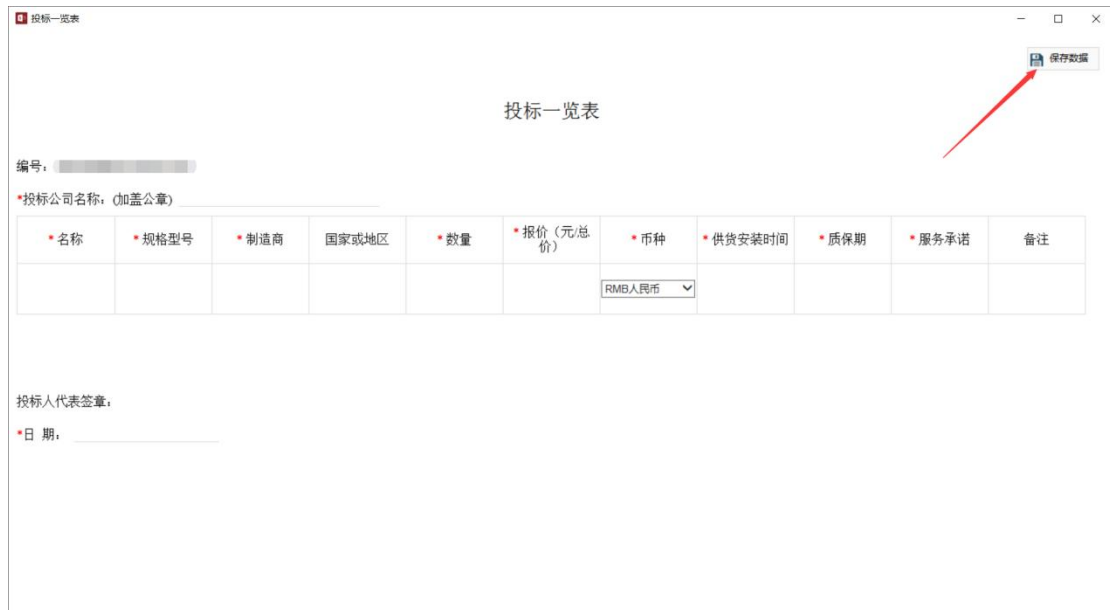 投标一览表
保存数据
投标一览表
编号：
*投标公司名称：(加盖公章)
*名称 *规格型号 *制造商 国家或地区 *数量 *报价（元/总价） *币种 *供货安装时间 *质保期 *服务承诺 备注
RMB人民币
投标人代表签章：
*日 期：